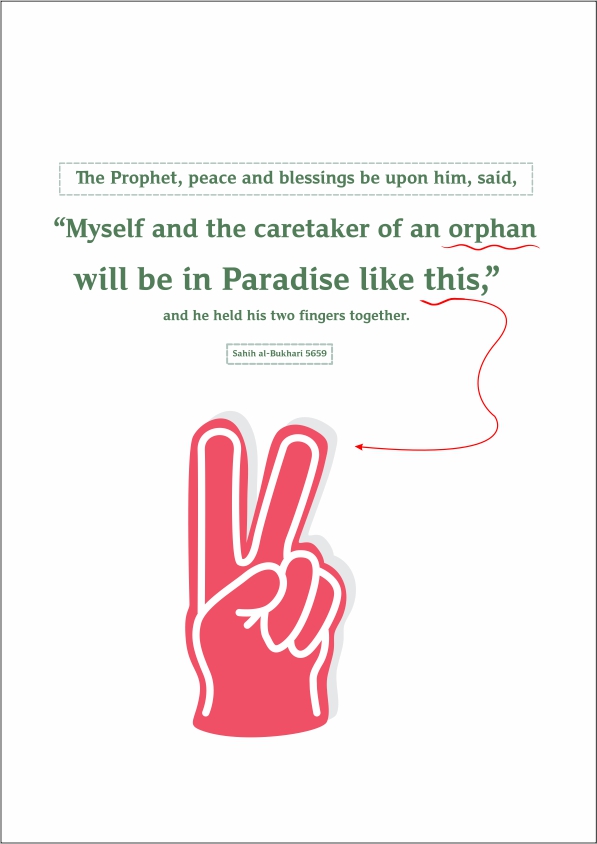 The Prophet, peace and blessings be upon him, said,
“Myself and the caretaker of an orphan
will be in Paradise like this,”
and he held his two fingers together.
Sahih al-Bukhari 5659